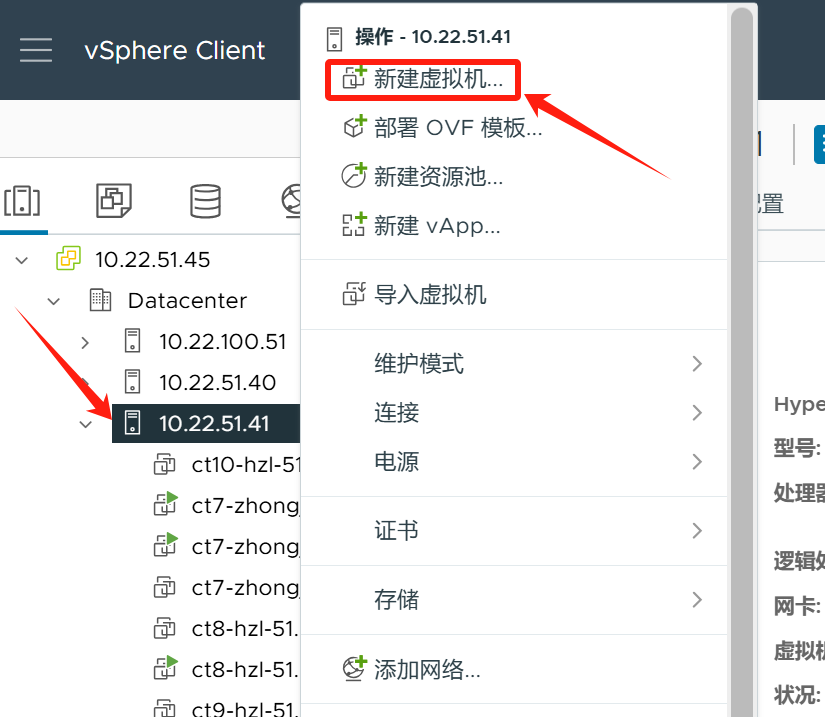 vSphere Client
操作 - 10.22.51.41
新建虚拟机...
部署 OVF 模板...
新建资源池...
新建 vApp...
导入虚拟机
维护模式
连接
电源
证书
存储
添加网络...
10.22.51.45
Datacenter
10.22.100.51
10.22.51.40
10.22.51.41
ct10-hzl-51
ct7-zhong_
ct7-zhong_
ct7-zhong_
ct8-hzl-51.
ct8-hzl-51.
ct9-hzl-51.
置
Hype
型号:
处理器
逻辑处
网卡:
虚拟机
状况: